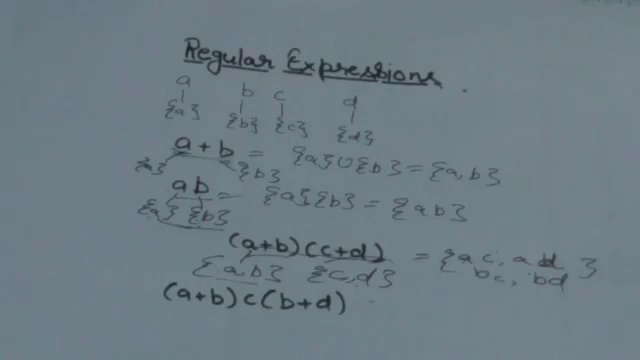 Regular Expressions.
a b c d
{a} {b} {c} {d}
a + b = {a} ∪ {b} = {a, b}
{a} {b}
ab = {a} {b} = {ab}
{a} {b}
(a+b) (c+d) = {ac, ad
{a,b} {c,d} bc, bd }
(a+b) c (b+d)